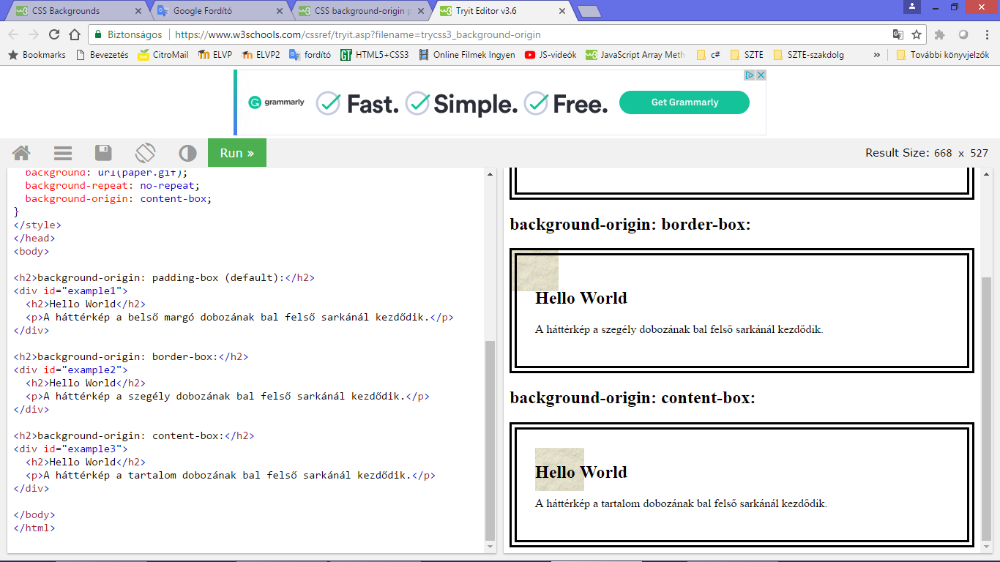 CSS Backgrounds
Google Fordító
CSS background-origin p
Tryit Editor v3.6
Biztonságos
https://www.w3schools.com/cssref/tryit.asp?filename=trycss3_background-origin
Bookmarks
Bevezetés
CitroMail
ELVP
ELVP2
fordító
HTML5+CSS3
Online Filmek Ingyen
JS-videók
JavaScript Array Meth
c#
SZTE
SZTE-szakdolg
»
További könyvjelzők
grammarly
Fast. Simple. Free.
Get Grammarly
Run »
Result Size: 668 x 527
background: url(paper.gif);
background-repeat: no-repeat;
background-origin: content-box;
}
</style>
</head>
<body>
<h2>background-origin: padding-box (default):</h2>
<div id="example1">
<h2>Hello World</h2>
<p>A háttérkép a belső margó dobozának bal felső sarkánál kezdődik.</p>
</div>
<h2>background-origin: border-box:</h2>
<div id="example2">
<h2>Hello World</h2>
<p>A háttérkép a szegély dobozának bal felső sarkánál kezdődik.</p>
</div>
<h2>background-origin: content-box:</h2>
<div id="example3">
<h2>Hello World</h2>
<p>A háttérkép a tartalom dobozának bal felső sarkánál kezdődik.</p>
</div>
</body>
</html>
background-origin: border-box:
Hello World
A háttérkép a szegély dobozának bal felső sarkánál kezdődik.
background-origin: content-box:
Hello World
A háttérkép a tartalom dobozának bal felső sarkánál kezdődik.